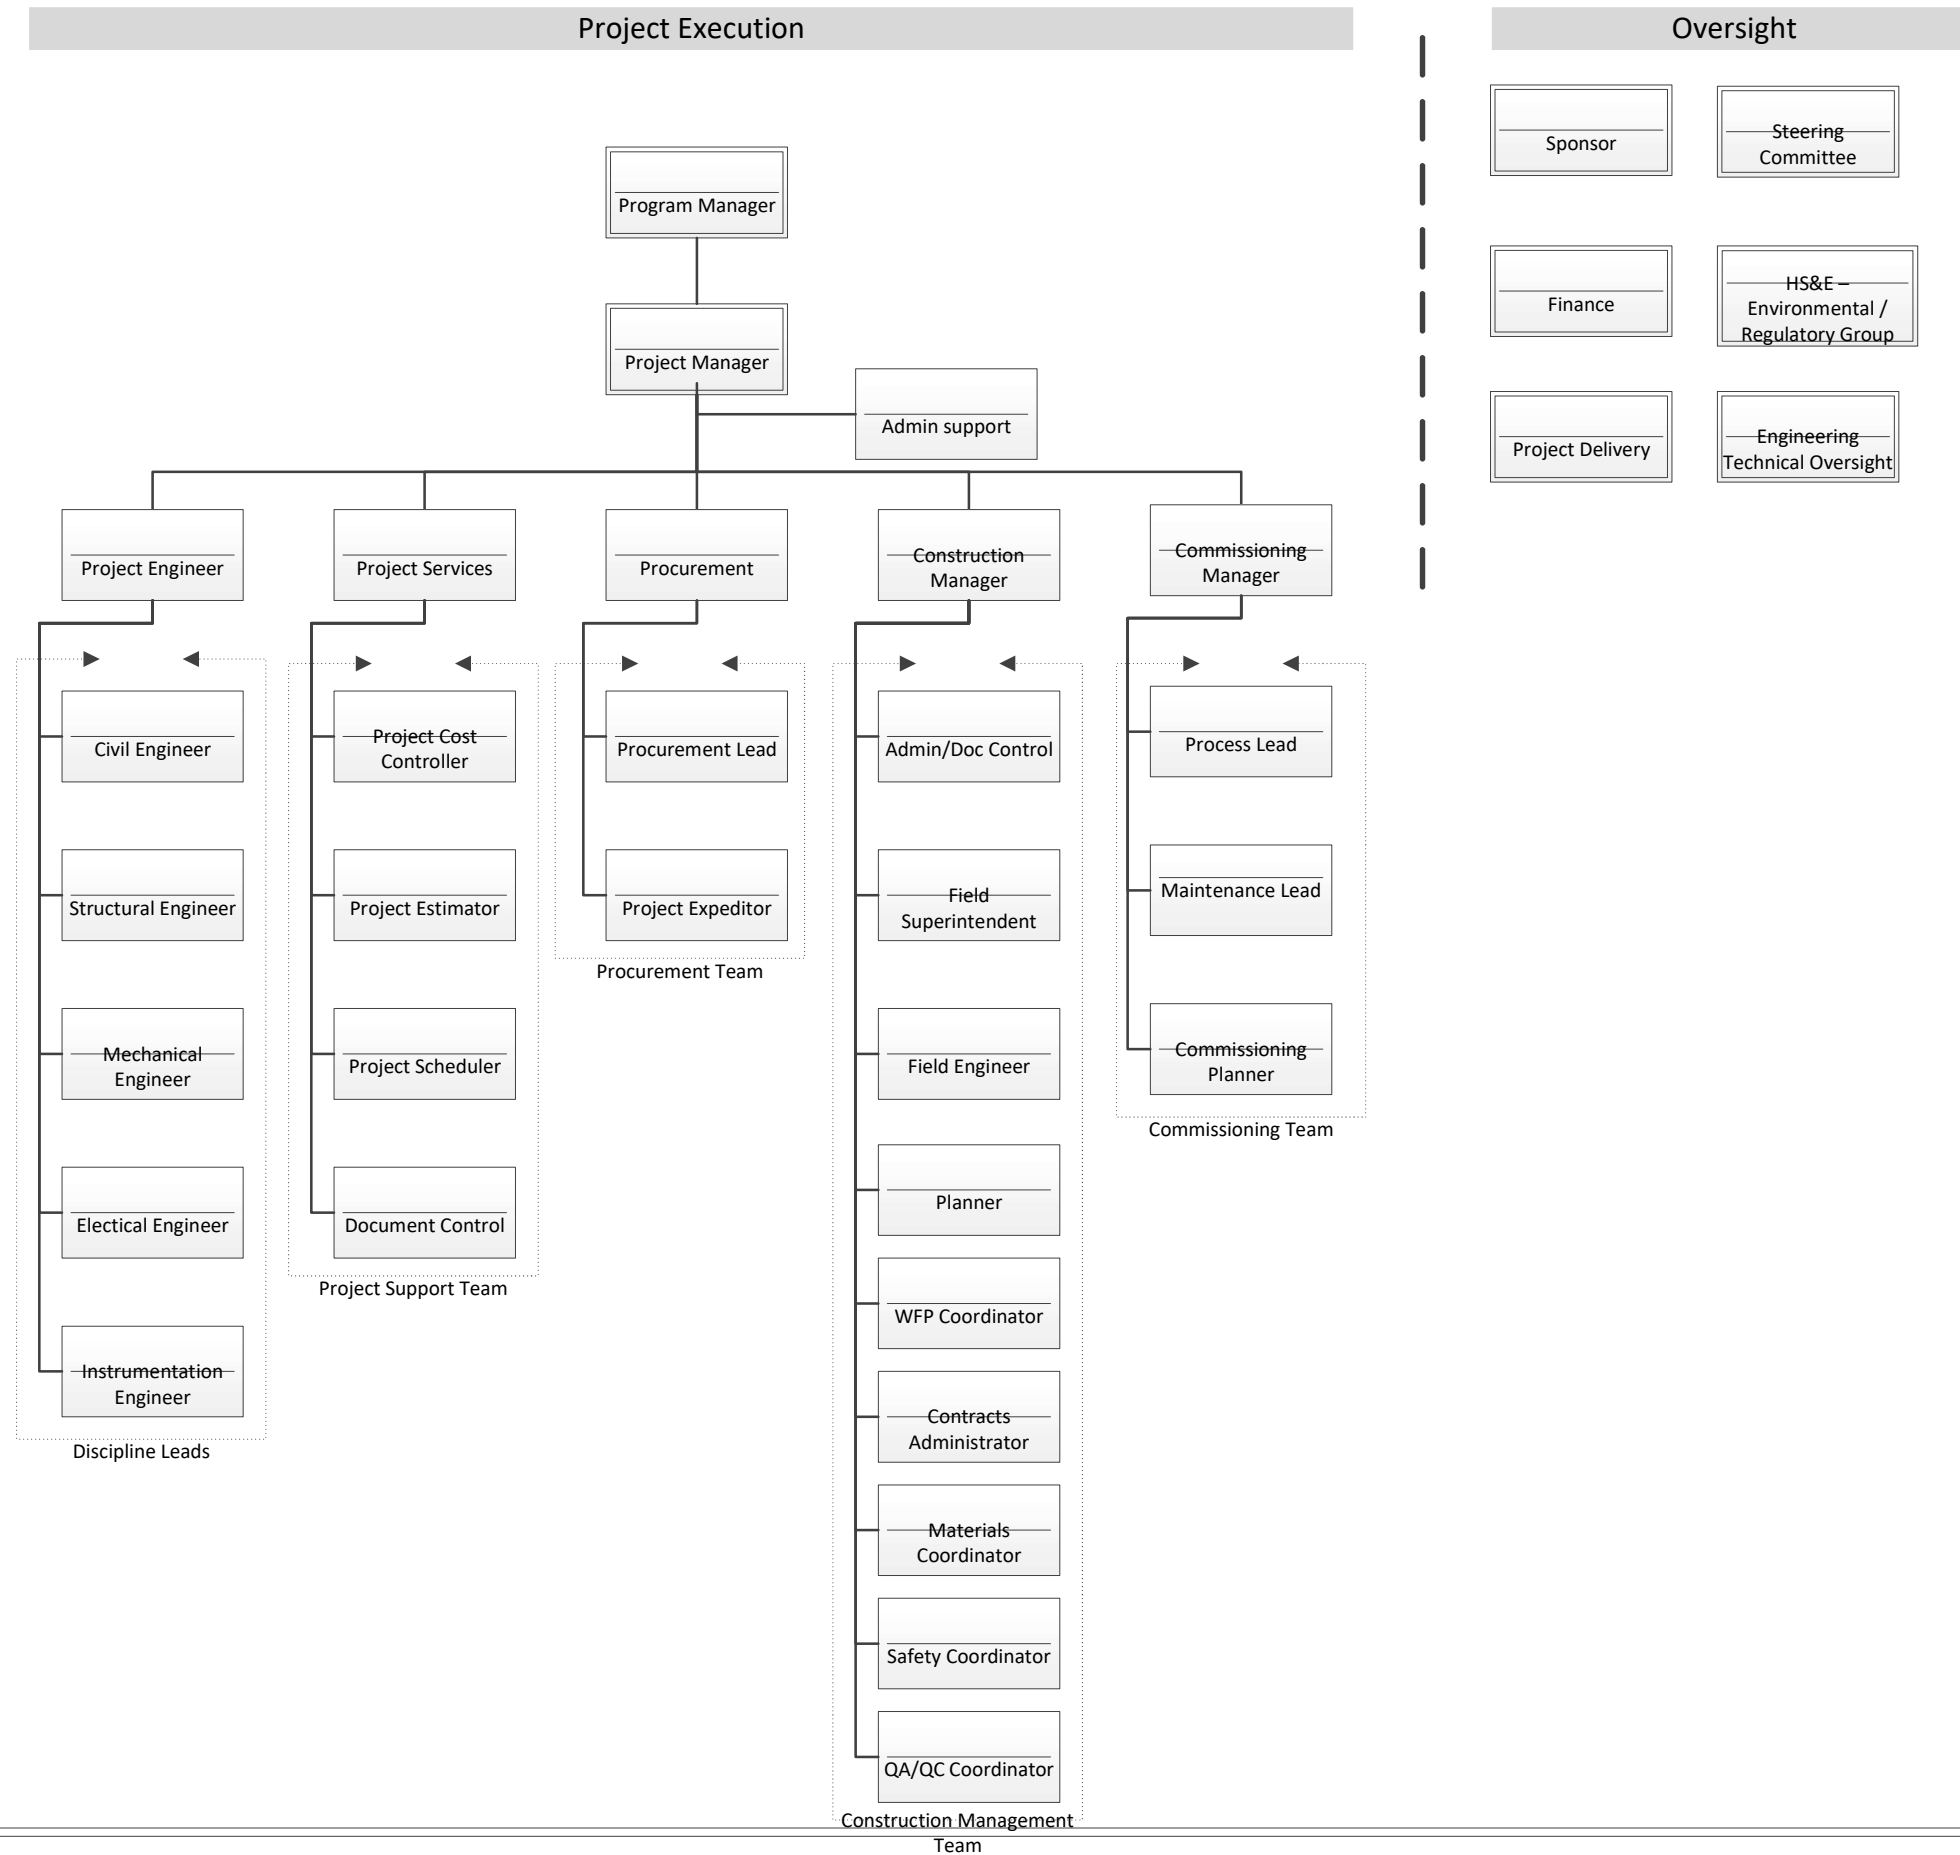 Project Execution
Oversight
Sponsor
Steering
Committee
Program Manager
Finance
HS&E –
Environmental /
Regulatory Group
Project Manager
Admin support
Project Delivery
Engineering
Technical Oversight
Project Engineer
Project Services
Procurement
Construction
Manager
Commissioning
Manager
Civil Engineer
Structural Engineer
Mechanical
Engineer
Electical Engineer
Instrumentation
Engineer
Discipline Leads
Project Cost
Controller
Project Estimator
Project Scheduler
Document Control
Project Support Team
Procurement Lead
Project Expeditor
Procurement Team
Admin/Doc Control
Field
Superintendent
Field Engineer
Planner
WFP Coordinator
Contracts
Administrator
Materials
Coordinator
Safety Coordinator
QA/QC Coordinator
Construction Management
Team
Process Lead
Maintenance Lead
Commissioning
Planner
Commissioning Team